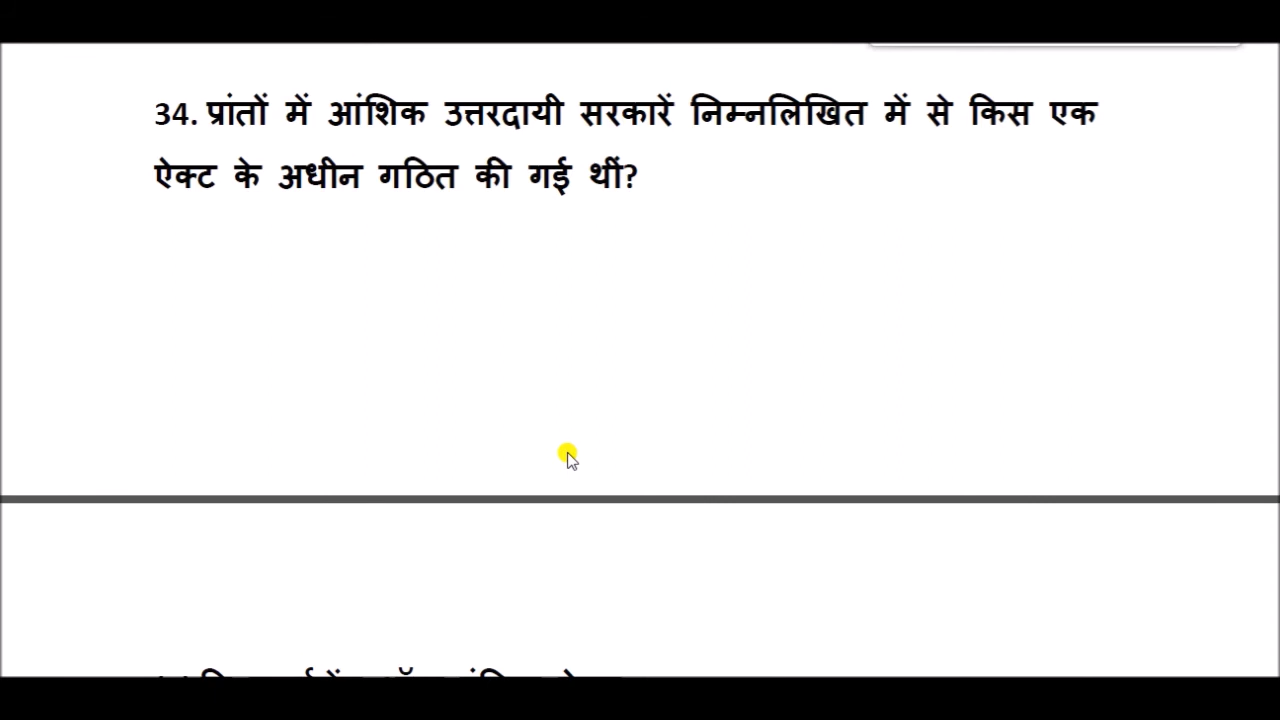 34. प्रांतों में आंशिक उत्तरदायी सरकारें निम्नलिखित में से किस एक
ऐक्ट के अधीन गठित की गई थीं?